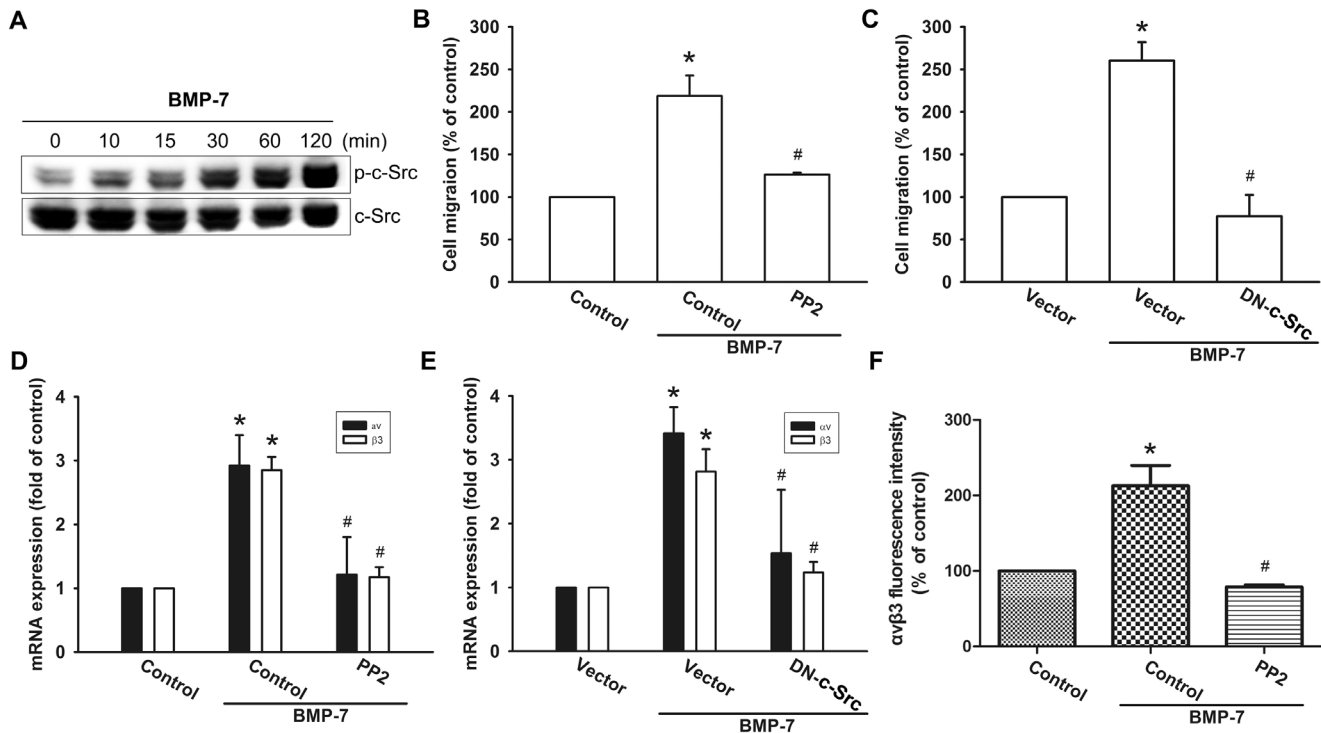 A
BMP-7
0 10 15 30 60 120 (min)
p-c-Src
c-Src
B
Cell migraion (% of control)
300
250
200
150
100
50
0
*
#
Control
Control
PP2
BMP-7
C
Cell migration (% of control)
300
250
200
150
100
50
0
*
#
Vector
Vector
DN-c-Src
BMP-7
D
mRNA expression (fold of control)
4
3
2
1
0
* *
# #
av
β3
Control
Control
PP2
BMP-7
E
mRNA expression (fold of control)
4
3
2
1
0
* *
# #
αv
β3
Vector
Vector
DN-c-Src
BMP-7
F
αvβ3 fluorescence intensity
(% of control)
300
200
100
0
*
#
Control
Control
PP2
BMP-7